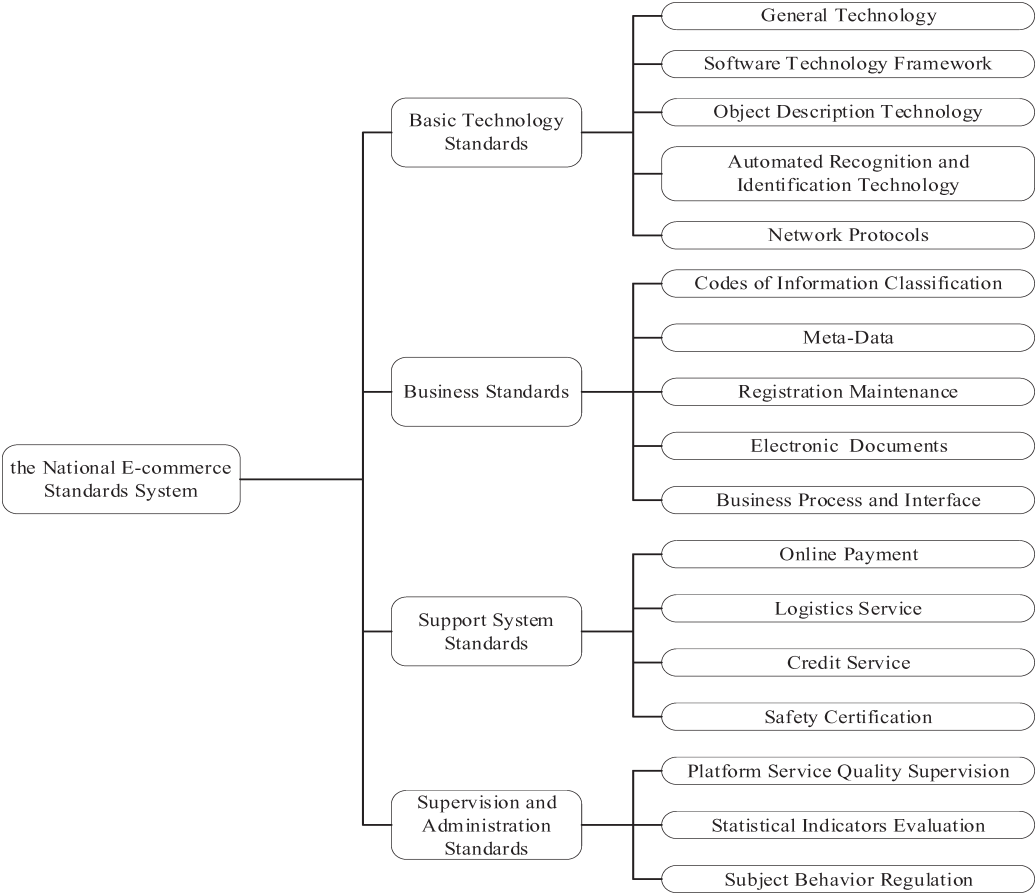 the National E-commerce
Standards System
Basic Technology
Standards
General Technology
Software Technology Framework
Object Description Technology
Automated Recognition and
Identification Technology
Network Protocols
Business Standards
Codes of Information Classification
Meta-Data
Registration Maintenance
Electronic Documents
Business Process and Interface
Support System
Standards
Online Payment
Logistics Service
Credit Service
Safety Certification
Supervision and
Administration
Standards
Platform Service Quality Supervision
Statistical Indicators Evaluation
Subject Behavior Regulation